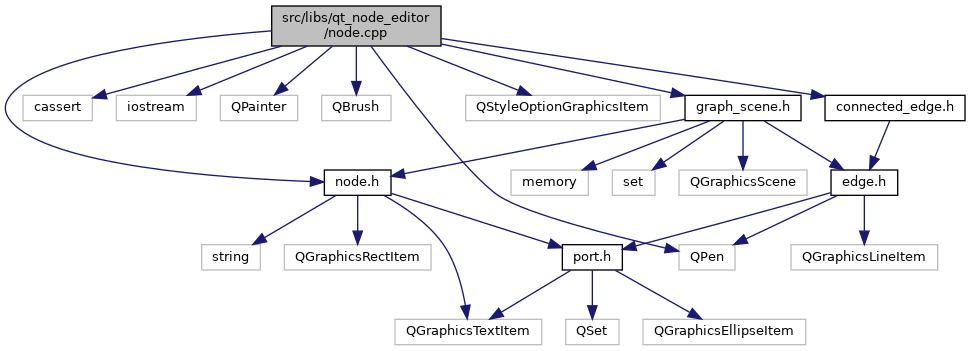 src/libs/qt_node_editor
/node.cpp
cassert
iostream
QPainter
QBrush
QStyleOptionGraphicsItem
graph_scene.h
connected_edge.h
node.h
memory
set
QGraphicsScene
edge.h
string
QGraphicsRectItem
port.h
QPen
QGraphicsLineItem
QGraphicsTextItem
QSet
QGraphicsEllipseItem